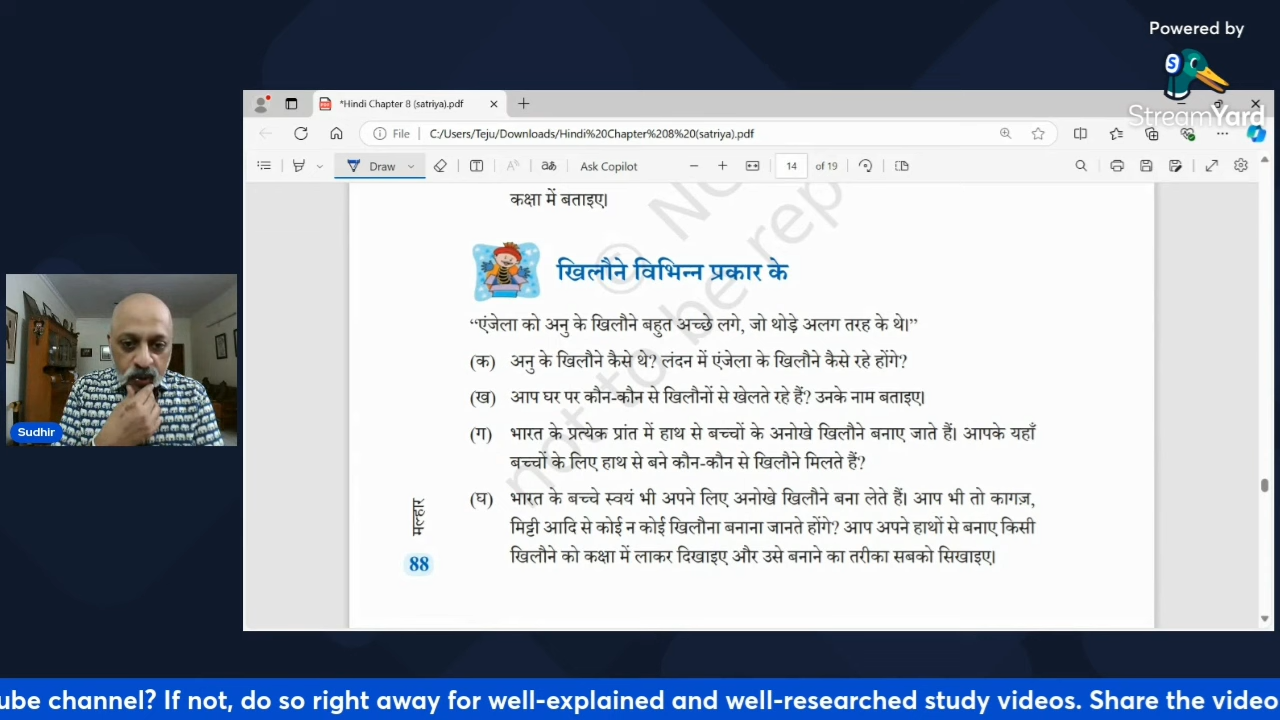 Powered by
StreamYard
*Hindi Chapter 8 (satriya).pdf
File
C:/Users/Teju/Downloads/Hindi%20Chapter%208%20(satriya).pdf
Draw
Ask Copilot
14
of 19
कक्षा में बताइए।
खिलौने विभिन्न प्रकार के
“एंजेला को अनु के खिलौने बहुत अच्छे लगे, जो थोड़े अलग तरह के थे।”
(क) अनु के खिलौने कैसे थे? लंदन में एंजेला के खिलौने कैसे रहे होंगे?
(ख) आप घर पर कौन-कौन से खिलौनों से खेलते रहे हैं? उनके नाम बताइए।
(ग) भारत के प्रत्येक प्रांत में हाथ से बच्चों के अनोखे खिलौने बनाए जाते हैं। आपके यहाँ
बच्चों के लिए हाथ से बने कौन-कौन से खिलौने मिलते हैं?
(घ) भारत के बच्चे स्वयं भी अपने लिए अनोखे खिलौने बना लेते हैं। आप भी तो कागज़,
मिट्टी आदि से कोई न कोई खिलौना बनाना जानते होंगे? आप अपने हाथों से बनाए किसी
खिलौने को कक्षा में लाकर दिखाइए और उसे बनाने का तरीका सबको सिखाइए।
मल्हार
88
not to be rep
Sudhir
ube channel? If not, do so right away for well-explained and well-researched study videos. Share the video